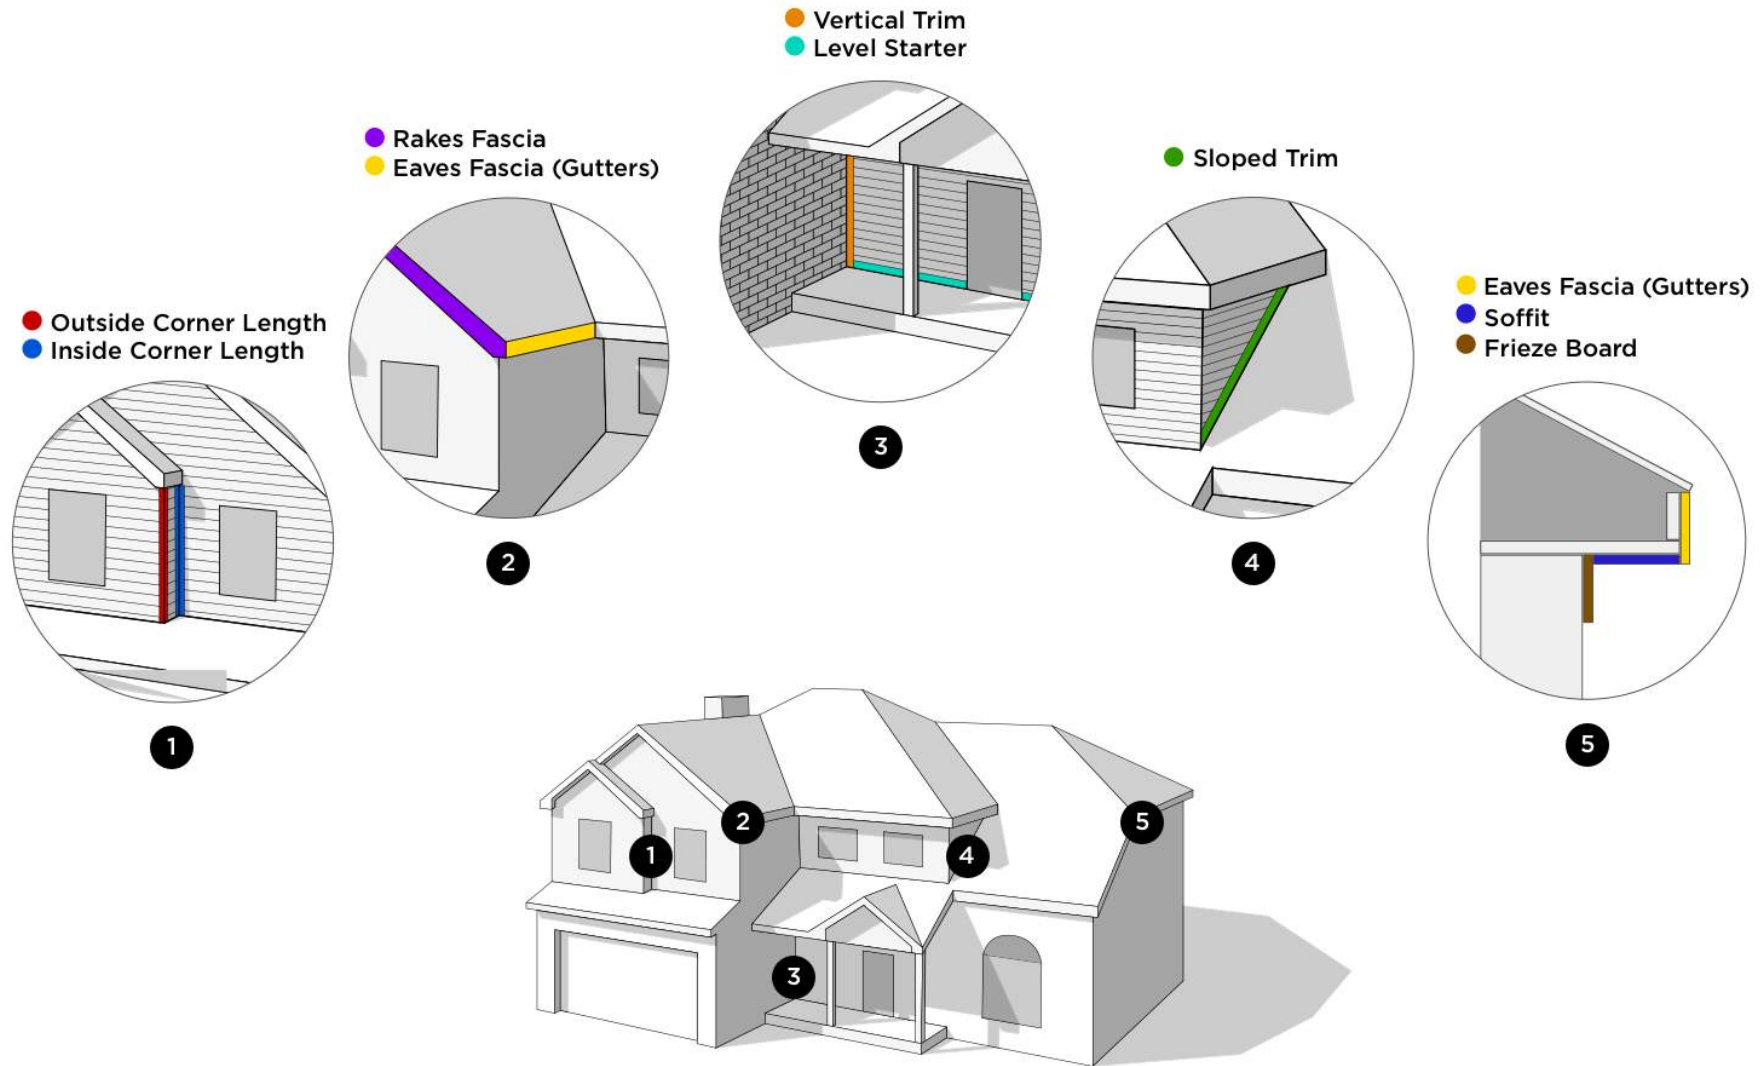 Vertical Trim
Level Starter
Rakes Fascia
Eaves Fascia (Gutters)
Sloped Trim
Eaves Fascia (Gutters)
Soffit
Frieze Board
Outside Corner Length
Inside Corner Length
3
2
4
1
5
2
5
1
4
3